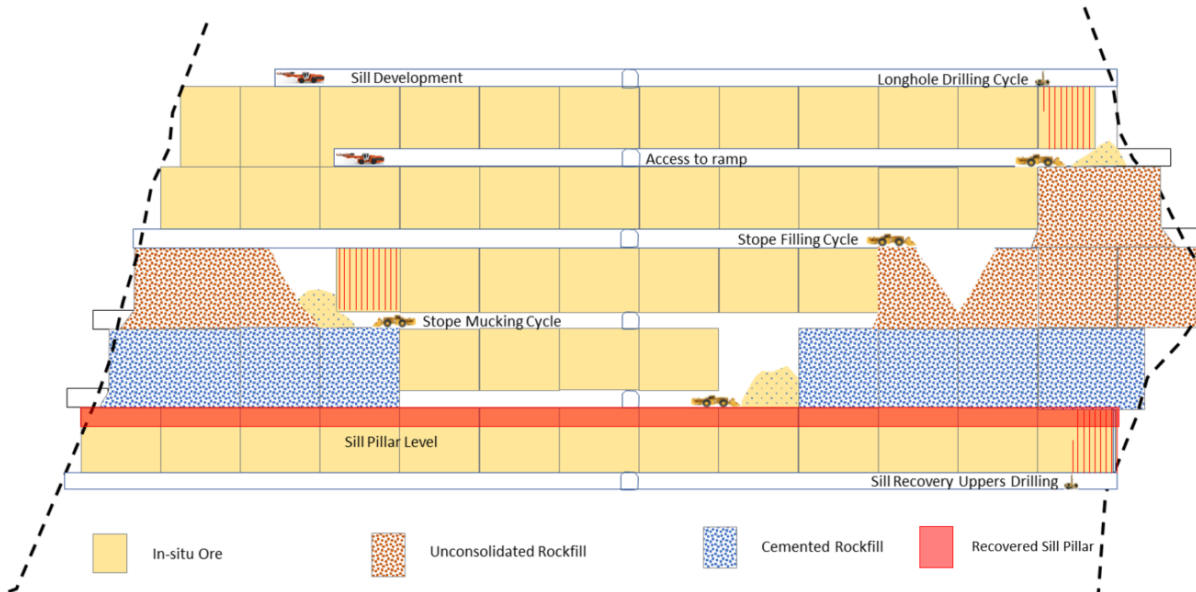 Sill Development
Longhole Drilling Cycle
Access to ramp
Stope Filling Cycle
Stope Mucking Cycle
Sill Pillar Level
Sill Recovery Uppers Drilling
In-situ Ore
Unconsolidated Rockfill
Cemented Rockfill
Recovered Sill Pillar